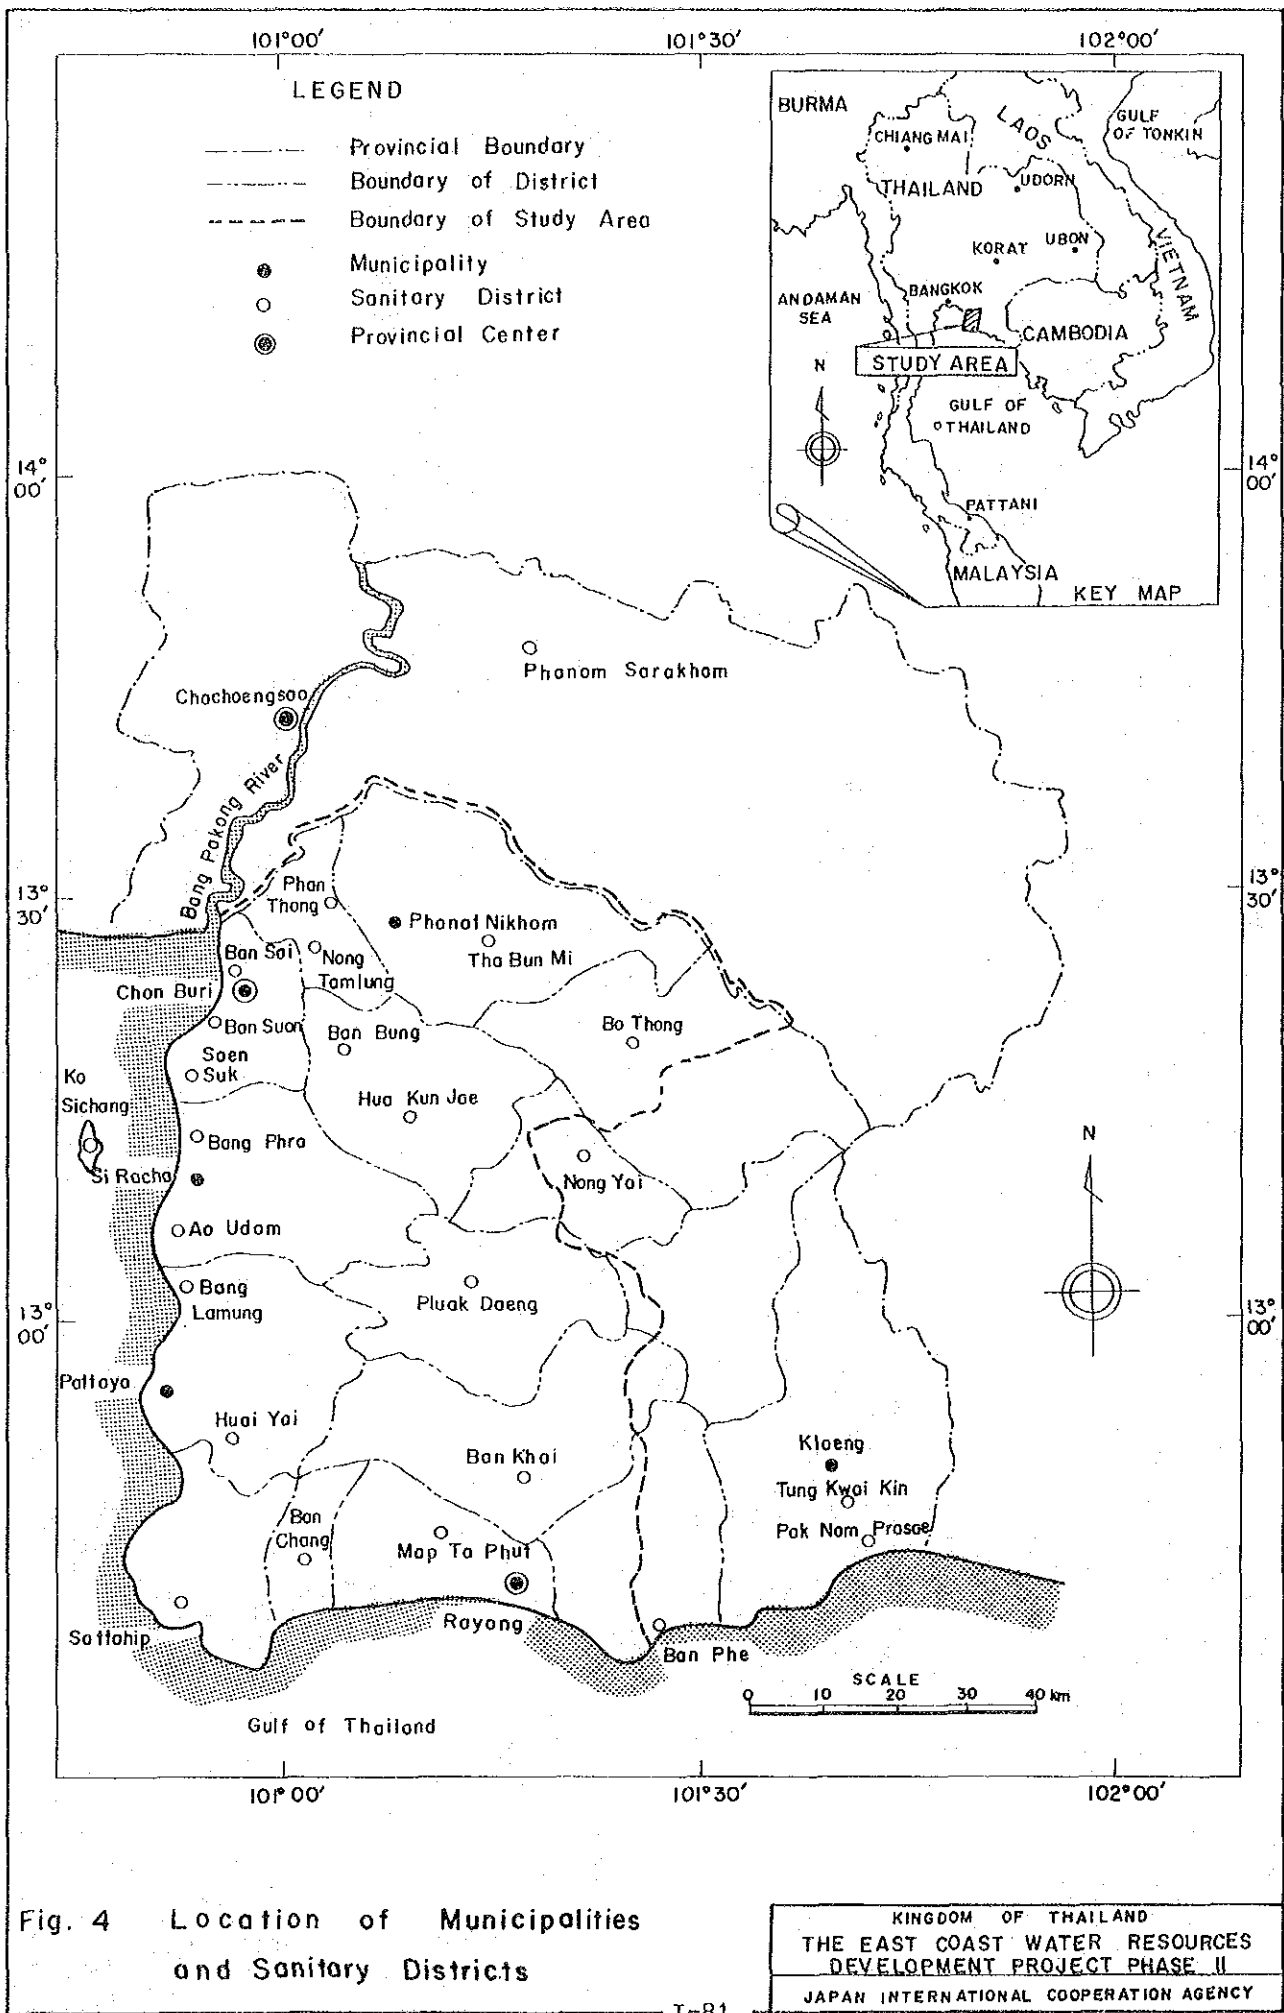 101°00'
101°30'
102°00'
LEGEND
Provincial Boundary
Boundary of District
Boundary of Study Area
Municipality
Sanitary District
Provincial Center
BURMA
LAOS
GULF
OF TONKIN
CHIANG MAI
THAILAND
UDORN
VIETNAM
KORAT
UBON
BANGKOK
ANDAMAN
SEA
CAMBODIA
STUDY AREA
N
GULF OF
THAILAND
PATTANI
MALAYSIA
KEY MAP
14°
00'
14°
00'
Phanom Sarakham
Chachoengsao
Bang Pakong River
13°
30'
13°
30'
Phan
Thong
Phanat Nikhom
Tha Bun Mi
Ban Sai
Nong
Tamlung
Chon Buri
Ban Suan
Ban Bung
Bo Thong
Saen
Suk
Ko
Sichang
Hua Kun Jae
Bang Phra
Si Racha
Nong Yai
N
Ao Udam
Bang
Lamung
Pluak Daeng
13°
00'
13°
00'
Pattaya
Huai Yai
Ban Khai
Klaeng
Tung Kwai Kin
Pak Nam Prasae
Ban
Chang
Map Ta Phut
Rayong
Sattahip
Ban Phe
SCALE
0 10 20 30 40 km
Gulf of Thailand
101°00'
101°30'
102°00'
Fig. 4 Location of Municipalities
and Sanitary Districts
KINGDOM OF THAILAND
THE EAST COAST WATER RESOURCES
DEVELOPMENT PROJECT PHASE II
JAPAN INTERNATIONAL COOPERATION AGENCY